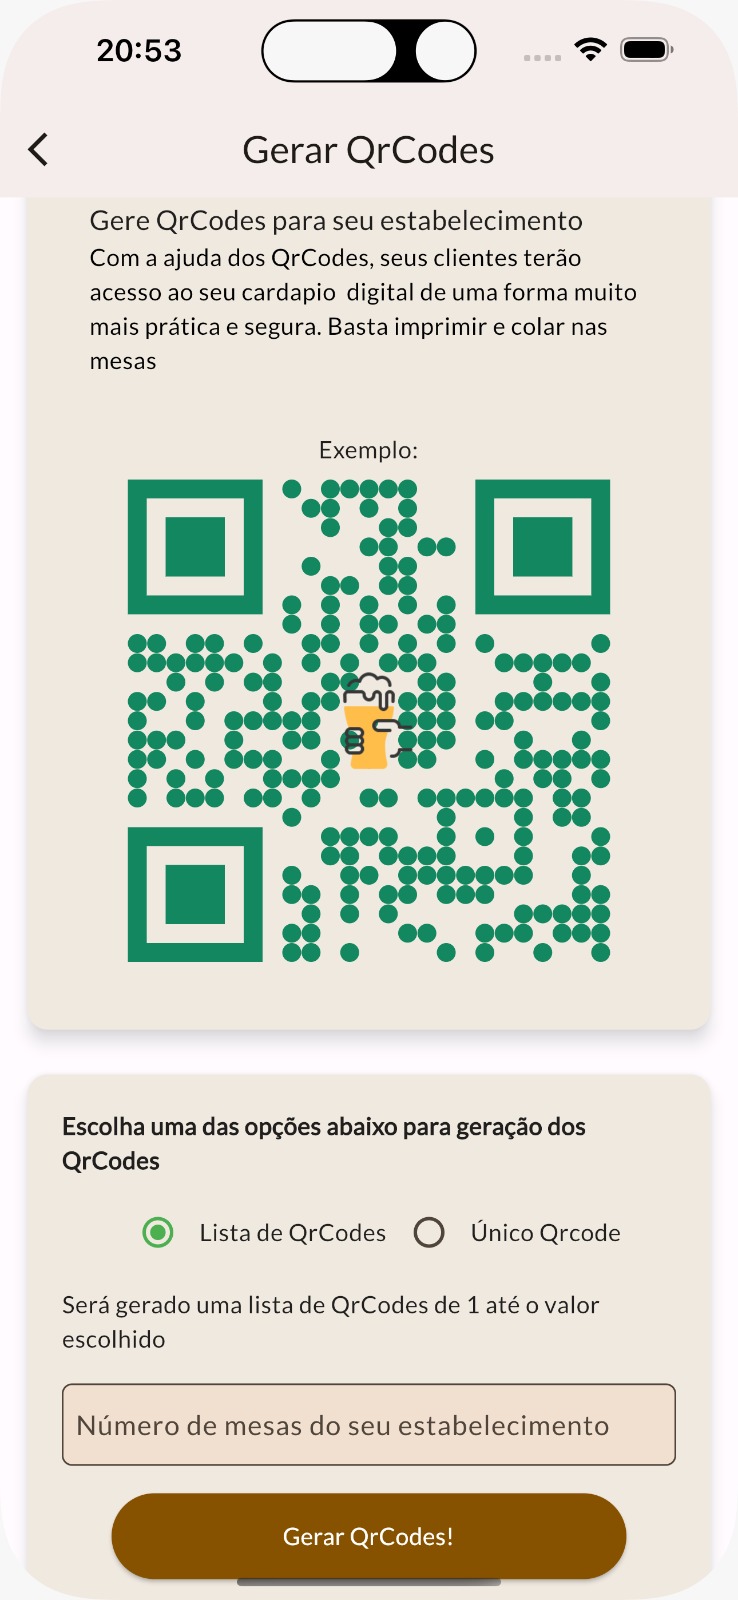 20:53
Gerar QrCodes
Gere QrCodes para seu estabelecimento
Com a ajuda dos QrCodes, seus clientes terão
acesso ao seu cardapio  digital de uma forma muito
mais prática e segura. Basta imprimir e colar nas
mesas
Exemplo:
Escolha uma das opções abaixo para geração dos
QrCodes
Lista de QrCodes
Único Qrcode
Será gerado uma lista de QrCodes de 1 até o valor
escolhido
Número de mesas do seu estabelecimento
Gerar QrCodes!